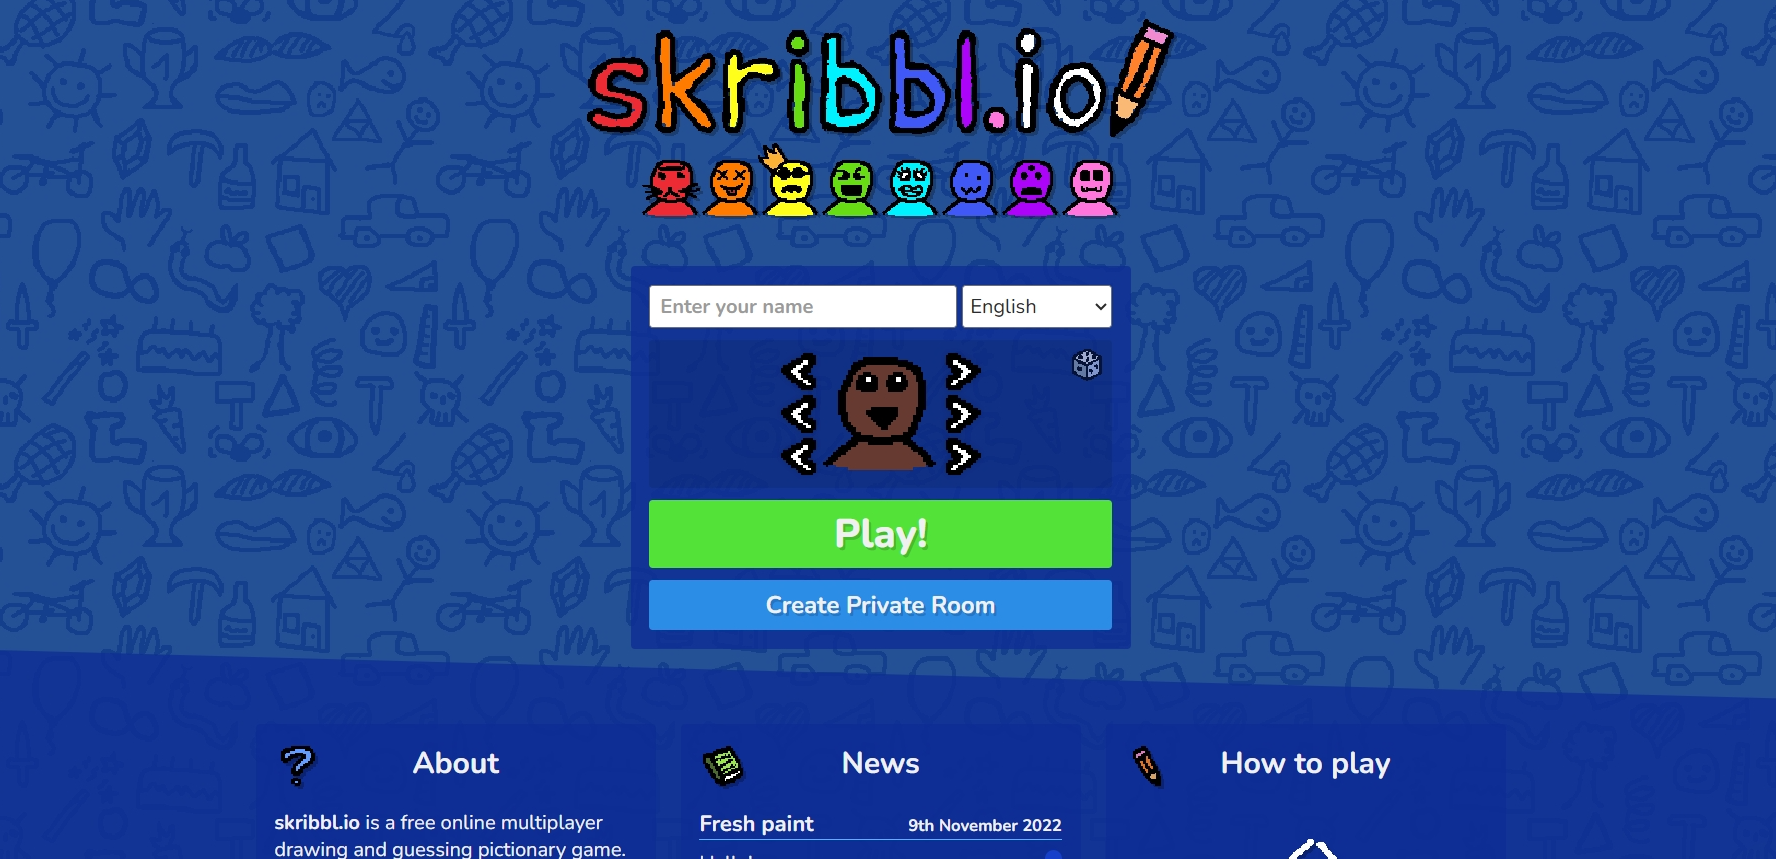 skribbl.io
Enter your name
English
Play!
Create Private Room
About
skribbl.io is a free online multiplayer
drawing and guessing pictionary game.
News
Fresh paint
9th November 2022
How to play